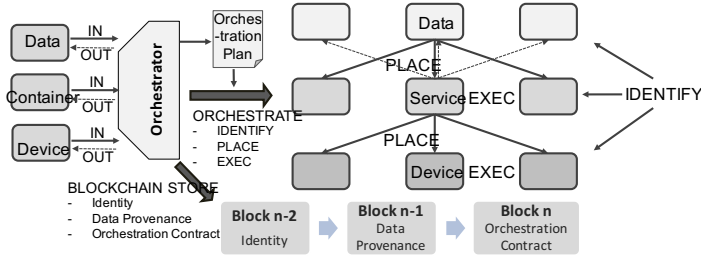 IN
Data
OUT
IN
Container
OUT
IN
Device
OUT
Orchestrator
Orches
-tration
Plan
ORCHESTRATE
- IDENTIFY
- PLACE
- EXEC
Data
PLACE
Service EXEC
IDENTIFY
PLACE
Device EXEC
BLOCKCHAIN STORE
- Identity
- Data Provenance
- Orchestration Contract
Block n-2
Identity
Block n-1
Data
Provenance
Block n
Orchestration
Contract